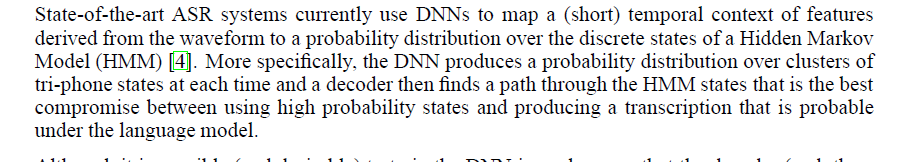 State-of-the-art ASR systems currently use DNNs to map a (short) temporal context of features
derived from the waveform to a probability distribution over the discrete states of a Hidden Markov
Model (HMM) [4]. More specifically, the DNN produces a probability distribution over clusters of
tri-phone states at each time and a decoder then finds a path through the HMM states that is the best
compromise between using high probability states and producing a transcription that is probable
under the language model.